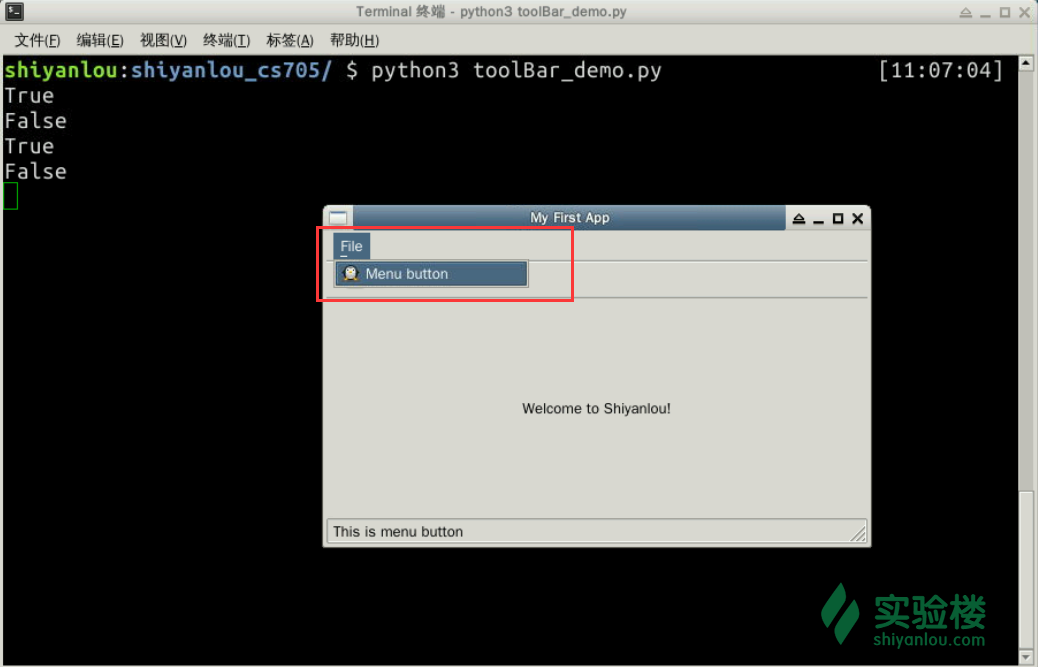 Terminal 终端 - python3 toolBar_demo.py
文件(F) 编辑(E) 视图(V) 终端(T) 标签(A) 帮助(H)
shiyanlou:shiyanlou_cs705/ $ python3 toolBar_demo.py [11:07:04]
True
False
True
False
My First App
File
Menu button
Welcome to Shiyanlou!
This is menu button
实验楼
shiyanlou.com